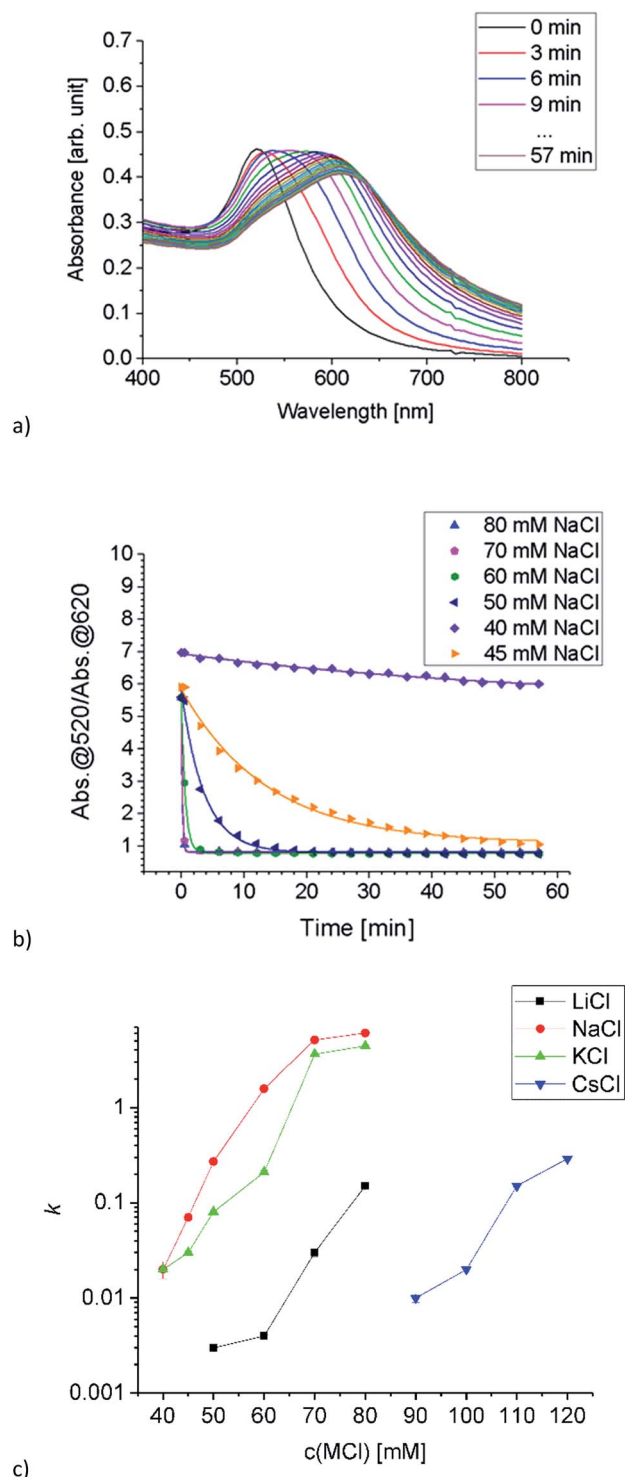 0 min
3 min
6 min
9 min
...
57 min
0.7
0.6
0.5
0.4
0.3
0.2
0.1
0.0
Absorbance [arb. unit]
400 500 600 700 800
Wavelength [nm]
a)
80 mM NaCl
70 mM NaCl
60 mM NaCl
50 mM NaCl
40 mM NaCl
45 mM NaCl
10
9
8
7
6
5
4
3
2
1
Abs.@520/Abs.@620
0 10 20 30 40 50 60
Time [min]
b)
LiCl
NaCl
KCl
CsCl
1
0.1
0.01
0.001
k
40 50 60 70 80 90 100 110 120
c(MCl) [mM]
c)